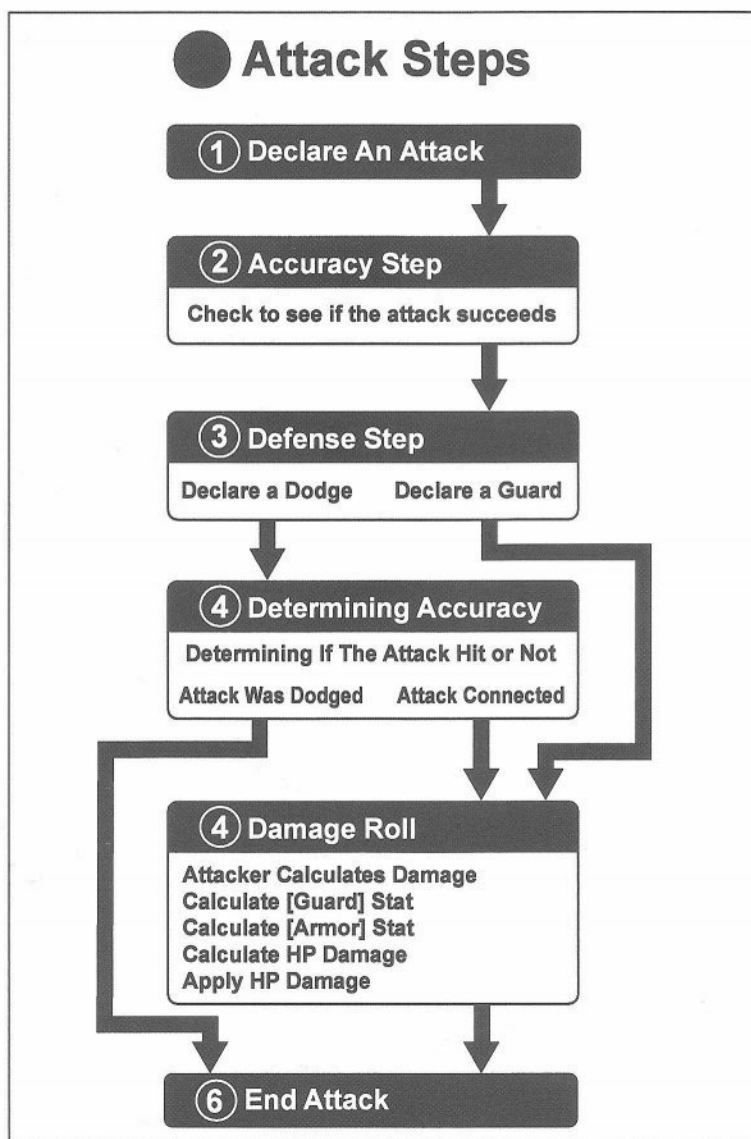 Attack Steps
① Declare An Attack
② Accuracy Step
Check to see if the attack succeeds
③ Defense Step
Declare a Dodge Declare a Guard
④ Determining Accuracy
Determining If The Attack Hit or Not
Attack Was Dodged Attack Connected
④ Damage Roll
Attacker Calculates Damage
Calculate [Guard] Stat
Calculate [Armor] Stat
Calculate HP Damage
Apply HP Damage
⑥ End Attack